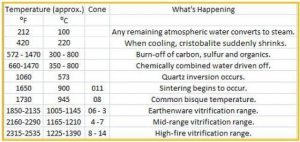 Temperature (approx.) Cone What's Happening
°F °C
212 100 Any remaining atmospheric water converts to steam.
420 220 When cooling, cristobalite suddenly shrinks.
572 - 1470 300 - 800 Burn-off of carbon, sulfur and organics.
660-1470 350 - 800 Chemically combined water driven off.
1060 573 Quartz inversion occurs.
1650 900 011 Sintering begins to occur.
1730 945 08 Common bisque temperature.
1850-2135 1005-1145 06 - 3 Earthenware vitrification range.
2160-2290 1165-1210 4 -7 Mid-range vitrification range.
2315-2535 1225-1390 8 - 14 High-fire vitrification range.